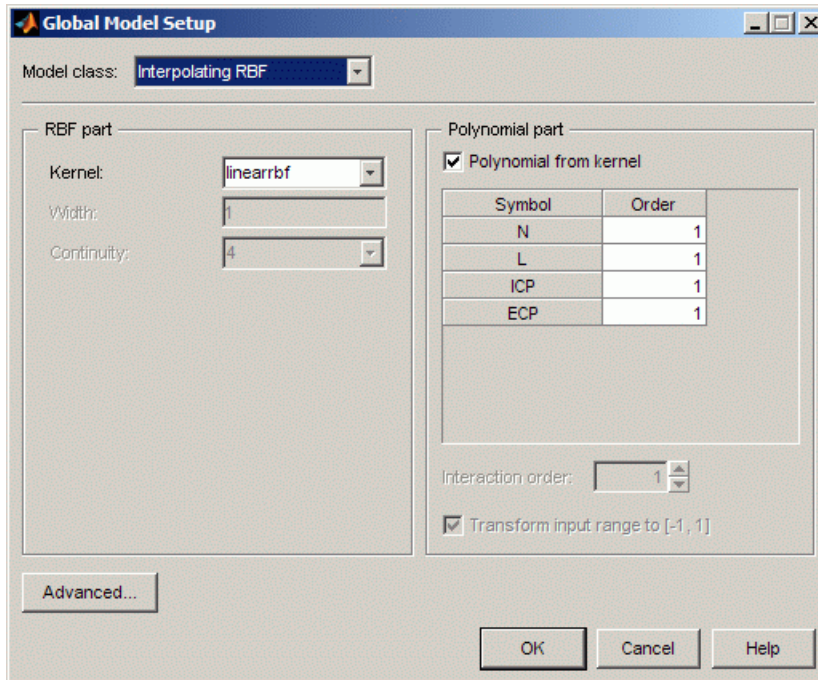 Global Model Setup
Model class: Interpolating RBF
RBF part
Kernel: linearrbf
Width: 1
Continuity: 4
Polynomial part
Polynomial from kernel
Symbol Order
N 1
L 1
ICP 1
ECP 1
Interaction order: 1
Transform input range to [-1, 1]
Advanced...
OK Cancel Help